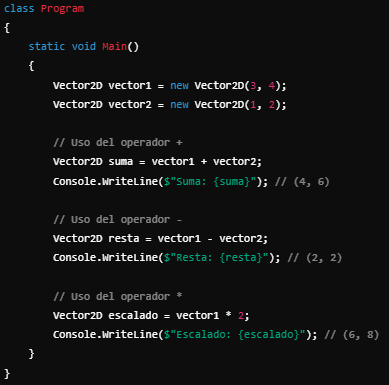 class Program
{
    static void Main()
    {
        Vector2D vector1 = new Vector2D(3, 4);
        Vector2D vector2 = new Vector2D(1, 2);

        // Uso del operador +
        Vector2D suma = vector1 + vector2;
        Console.WriteLine($"Suma: {suma}"); // (4, 6)

        // Uso del operador -
        Vector2D resta = vector1 - vector2;
        Console.WriteLine($"Resta: {resta}"); // (2, 2)

        // Uso del operador *
        Vector2D escalado = vector1 * 2;
        Console.WriteLine($"Escalado: {escalado}"); // (6, 8)
    }
}